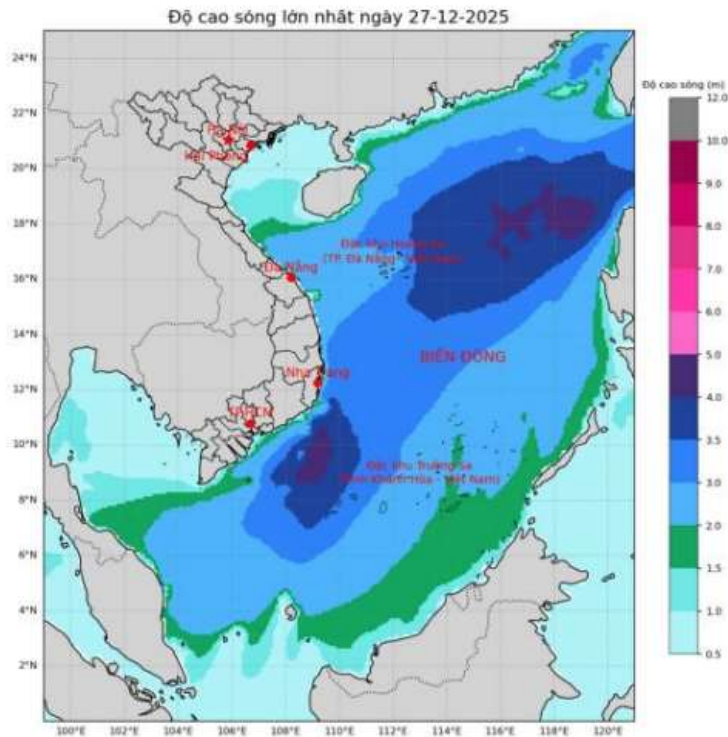 Độ cao sóng lớn nhất ngày 27-12-2025
Độ cao sóng (m)
24°N
22°N
20°N
18°N
16°N
14°N
12°N
10°N
8°N
6°N
4°N
2°N
Hải Phòng
Đặc khu Hoàng Sa
(TP. Đà Nẵng - Việt Nam)
Đà Nẵng
BIỂN ĐÔNG
Nha Trang
TP.HCM
Đặc khu Trường Sa
(tỉnh Khánh Hòa - Việt Nam)
12.0
10.0
9.0
8.0
7.0
6.0
5.0
4.0
3.5
3.0
2.0
1.5
1.0
0.5
100°E
102°E
104°E
106°E
108°E
110°E
112°E
114°E
116°E
118°E
120°E